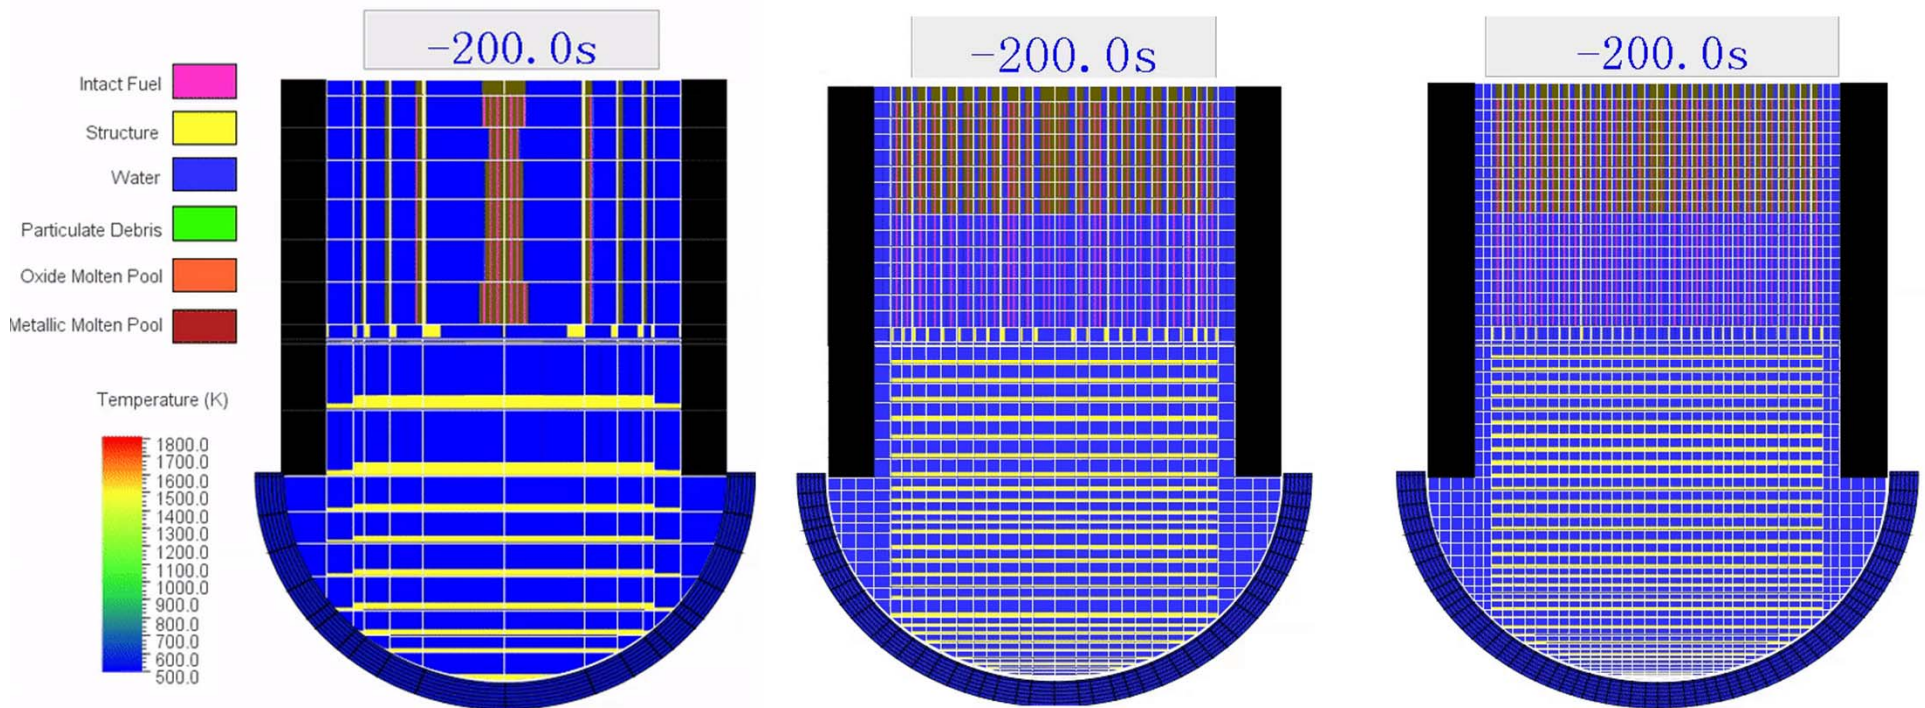 -200.0s
-200.0s
-200.0s
Intact Fuel
Structure
Water
Particulate Debris
Oxide Molten Pool
Metallic Molten Pool
Temperature (K)
1800.0
1700.0
1600.0
1500.0
1400.0
1300.0
1200.0
1100.0
1000.0
900.0
800.0
700.0
600.0
500.0